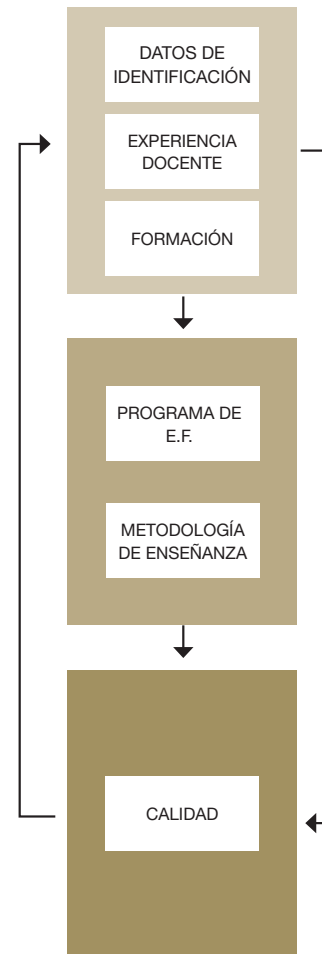 DATOS DE
IDENTIFICACIÓN
EXPERIENCIA
DOCENTE
FORMACIÓN
PROGRAMA DE
E.F.
METODOLOGÍA
DE ENSEÑANZA
CALIDAD